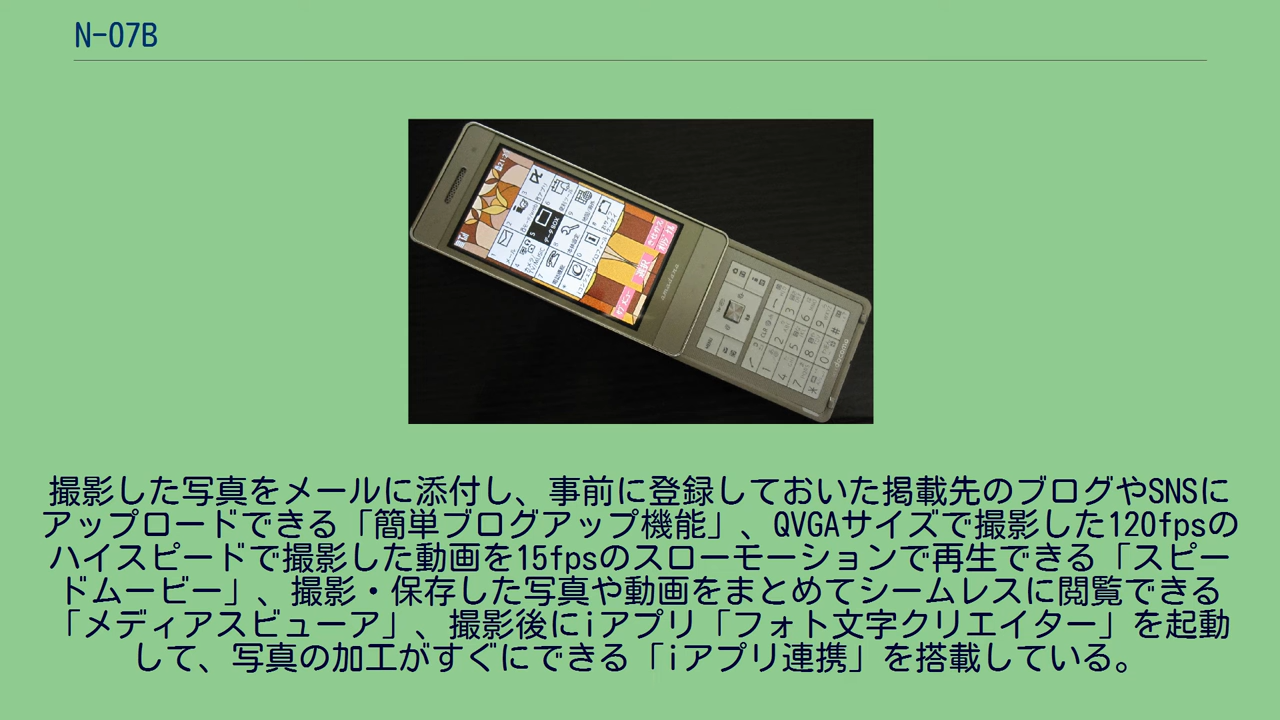 N-07B
amadana
docomo
撮影した写真をメールに添付し、事前に登録しておいた掲載先のブログやSNSに
アップロードできる「簡単ブログアップ機能」、QVGAサイズで撮影した120fpsの
ハイスピードで撮影した動画を15fpsのスローモーションで再生できる「スピー
ドムービー」、撮影・保存した写真や動画をまとめてシームレスに閲覧できる
「メディアスビューア」、撮影後にiアプリ「フォト文字クリエイター」を起動
して、写真の加工がすぐにできる「iアプリ連携」を搭載している。